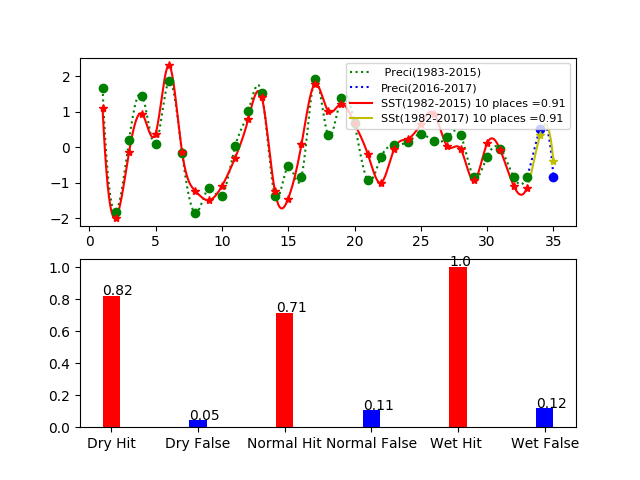 2
1
0
−1
−2
Preci(1983-2015)
Preci(2016-2017)
SST(1982-2015) 10 places =0.91
SSt(1982-2017) 10 places =0.91
0 5 10 15 20 25 30 35
1.0
0.8
0.6
0.4
0.2
0.0
0.82
0.05
0.71
0.11
1.0
0.12
Dry Hit Dry False Normal Hit Normal False Wet Hit Wet False